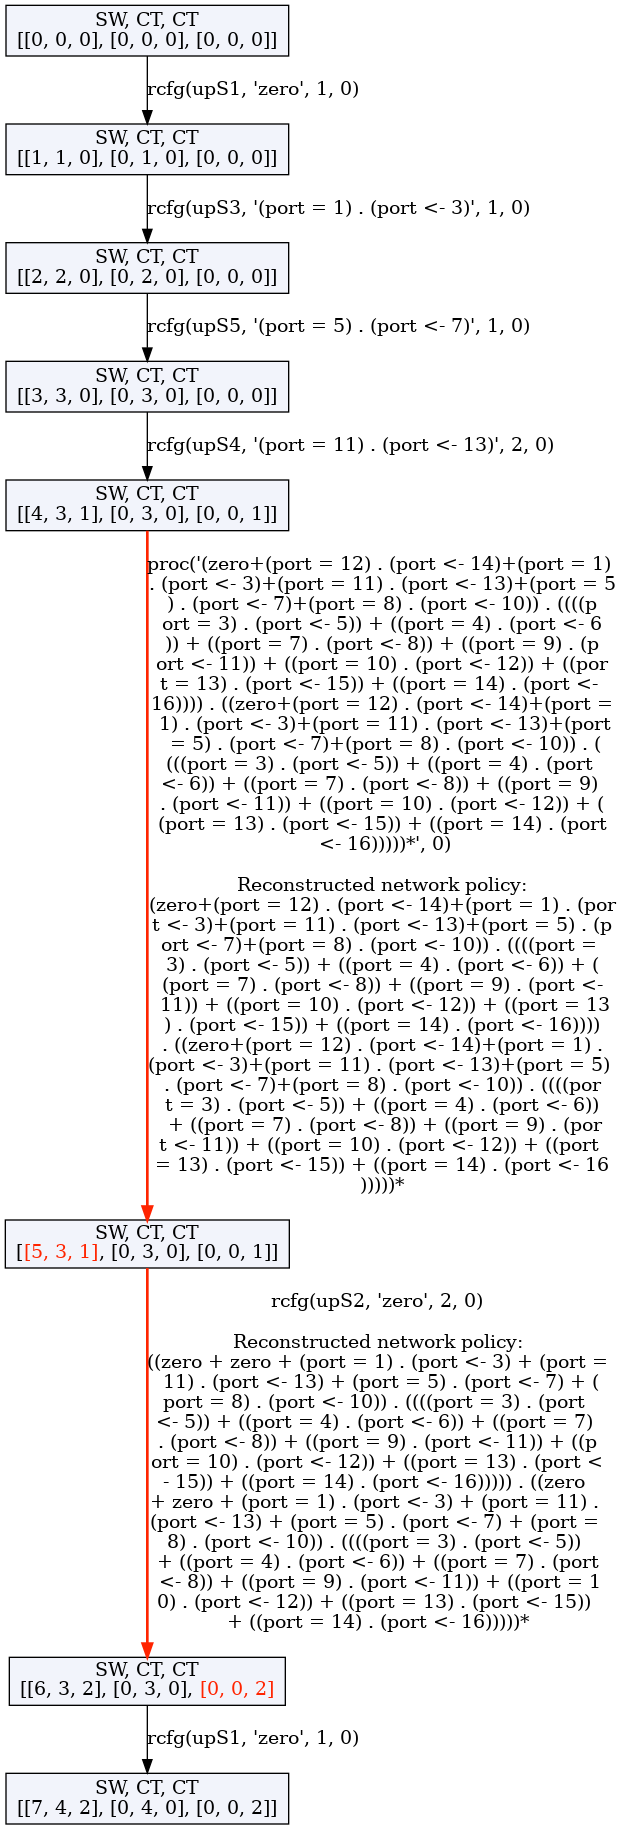 SW, CT, CT
[[0, 0, 0], [0, 0, 0], [0, 0, 0]]
rcfg(upS1, 'zero', 1, 0)
SW, CT, CT
[[1, 1, 0], [0, 1, 0], [0, 0, 0]]
rcfg(upS3, '(port = 1) . (port <- 3)', 1, 0)
SW, CT, CT
[[2, 2, 0], [0, 2, 0], [0, 0, 0]]
rcfg(upS5, '(port = 5) . (port <- 7)', 1, 0)
SW, CT, CT
[[3, 3, 0], [0, 3, 0], [0, 0, 0]]
rcfg(upS4, '(port = 11) . (port <- 13)', 2, 0)
SW, CT, CT
[[4, 3, 1], [0, 3, 0], [0, 0, 1]]
proc('(zero+(port = 12) . (port <- 14)+(port = 1)
. (port <- 3)+(port = 11) . (port <- 13)+(port = 5
) . (port <- 7)+(port = 8) . (port <- 10)) . ((((p
ort = 3) . (port <- 5)) + ((port = 4) . (port <- 6
)) + ((port = 7) . (port <- 8)) + ((port = 9) . (p
ort <- 11)) + ((port = 10) . (port <- 12)) + ((por
t = 13) . (port <- 15)) + ((port = 14) . (port <-
16)))) . ((zero+(port = 12) . (port <- 14)+(port =
1) . (port <- 3)+(port = 11) . (port <- 13)+(port
= 5) . (port <- 7)+(port = 8) . (port <- 10)) . (
(((port = 3) . (port <- 5)) + ((port = 4) . (port
<- 6)) + ((port = 7) . (port <- 8)) + ((port = 9)
. (port <- 11)) + ((port = 10) . (port <- 12)) + (
(port = 13) . (port <- 15)) + ((port = 14) . (port
<- 16)))))*', 0)
Reconstructed network policy:
(zero+(port = 12) . (port <- 14)+(port = 1) . (por
t <- 3)+(port = 11) . (port <- 13)+(port = 5) . (p
ort <- 7)+(port = 8) . (port <- 10)) . ((((port =
3) . (port <- 5)) + ((port = 4) . (port <- 6)) + (
(port = 7) . (port <- 8)) + ((port = 9) . (port <-
11)) + ((port = 10) . (port <- 12)) + ((port = 13
) . (port <- 15)) + ((port = 14) . (port <- 16))))
. ((zero+(port = 12) . (port <- 14)+(port = 1) .
(port <- 3)+(port = 11) . (port <- 13)+(port = 5)
. (port <- 7)+(port = 8) . (port <- 10)) . ((((por
t = 3) . (port <- 5)) + ((port = 4) . (port <- 6))
+ ((port = 7) . (port <- 8)) + ((port = 9) . (por
t <- 11)) + ((port = 10) . (port <- 12)) + ((port
= 13) . (port <- 15)) + ((port = 14) . (port <- 16
)))))*
SW, CT, CT
[[5, 3, 1], [0, 3, 0], [0, 0, 1]]
rcfg(upS2, 'zero', 2, 0)
Reconstructed network policy:
((zero + zero + (port = 1) . (port <- 3) + (port =
11) . (port <- 13) + (port = 5) . (port <- 7) + (
port = 8) . (port <- 10)) . ((((port = 3) . (port
<- 5)) + ((port = 4) . (port <- 6)) + ((port = 7)
. (port <- 8)) + ((port = 9) . (port <- 11)) + ((p
ort = 10) . (port <- 12)) + ((port = 13) . (port <
- 15)) + ((port = 14) . (port <- 16))))) . ((zero
+ zero + (port = 1) . (port <- 3) + (port = 11) .
(port <- 13) + (port = 5) . (port <- 7) + (port =
8) . (port <- 10)) . ((((port = 3) . (port <- 5))
+ ((port = 4) . (port <- 6)) + ((port = 7) . (port
<- 8)) + ((port = 9) . (port <- 11)) + ((port = 1
0) . (port <- 12)) + ((port = 13) . (port <- 15))
+ ((port = 14) . (port <- 16)))))*
SW, CT, CT
[[6, 3, 2], [0, 3, 0], [0, 0, 2]
rcfg(upS1, 'zero', 1, 0)
SW, CT, CT
[[7, 4, 2], [0, 4, 0], [0, 0, 2]]